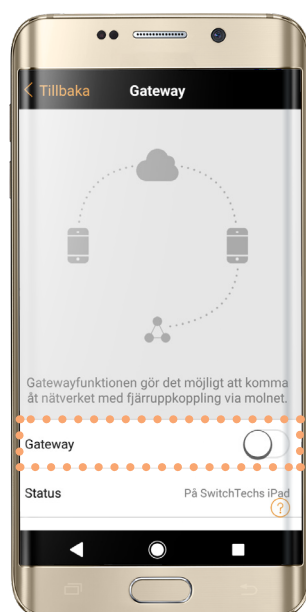 Tillbaka Gateway
Gatewayfunktionen gör det möjligt att komma
åt nätverket med fjärruppkoppling via molnet.
Gateway
Status På SwitchTechs iPad
?